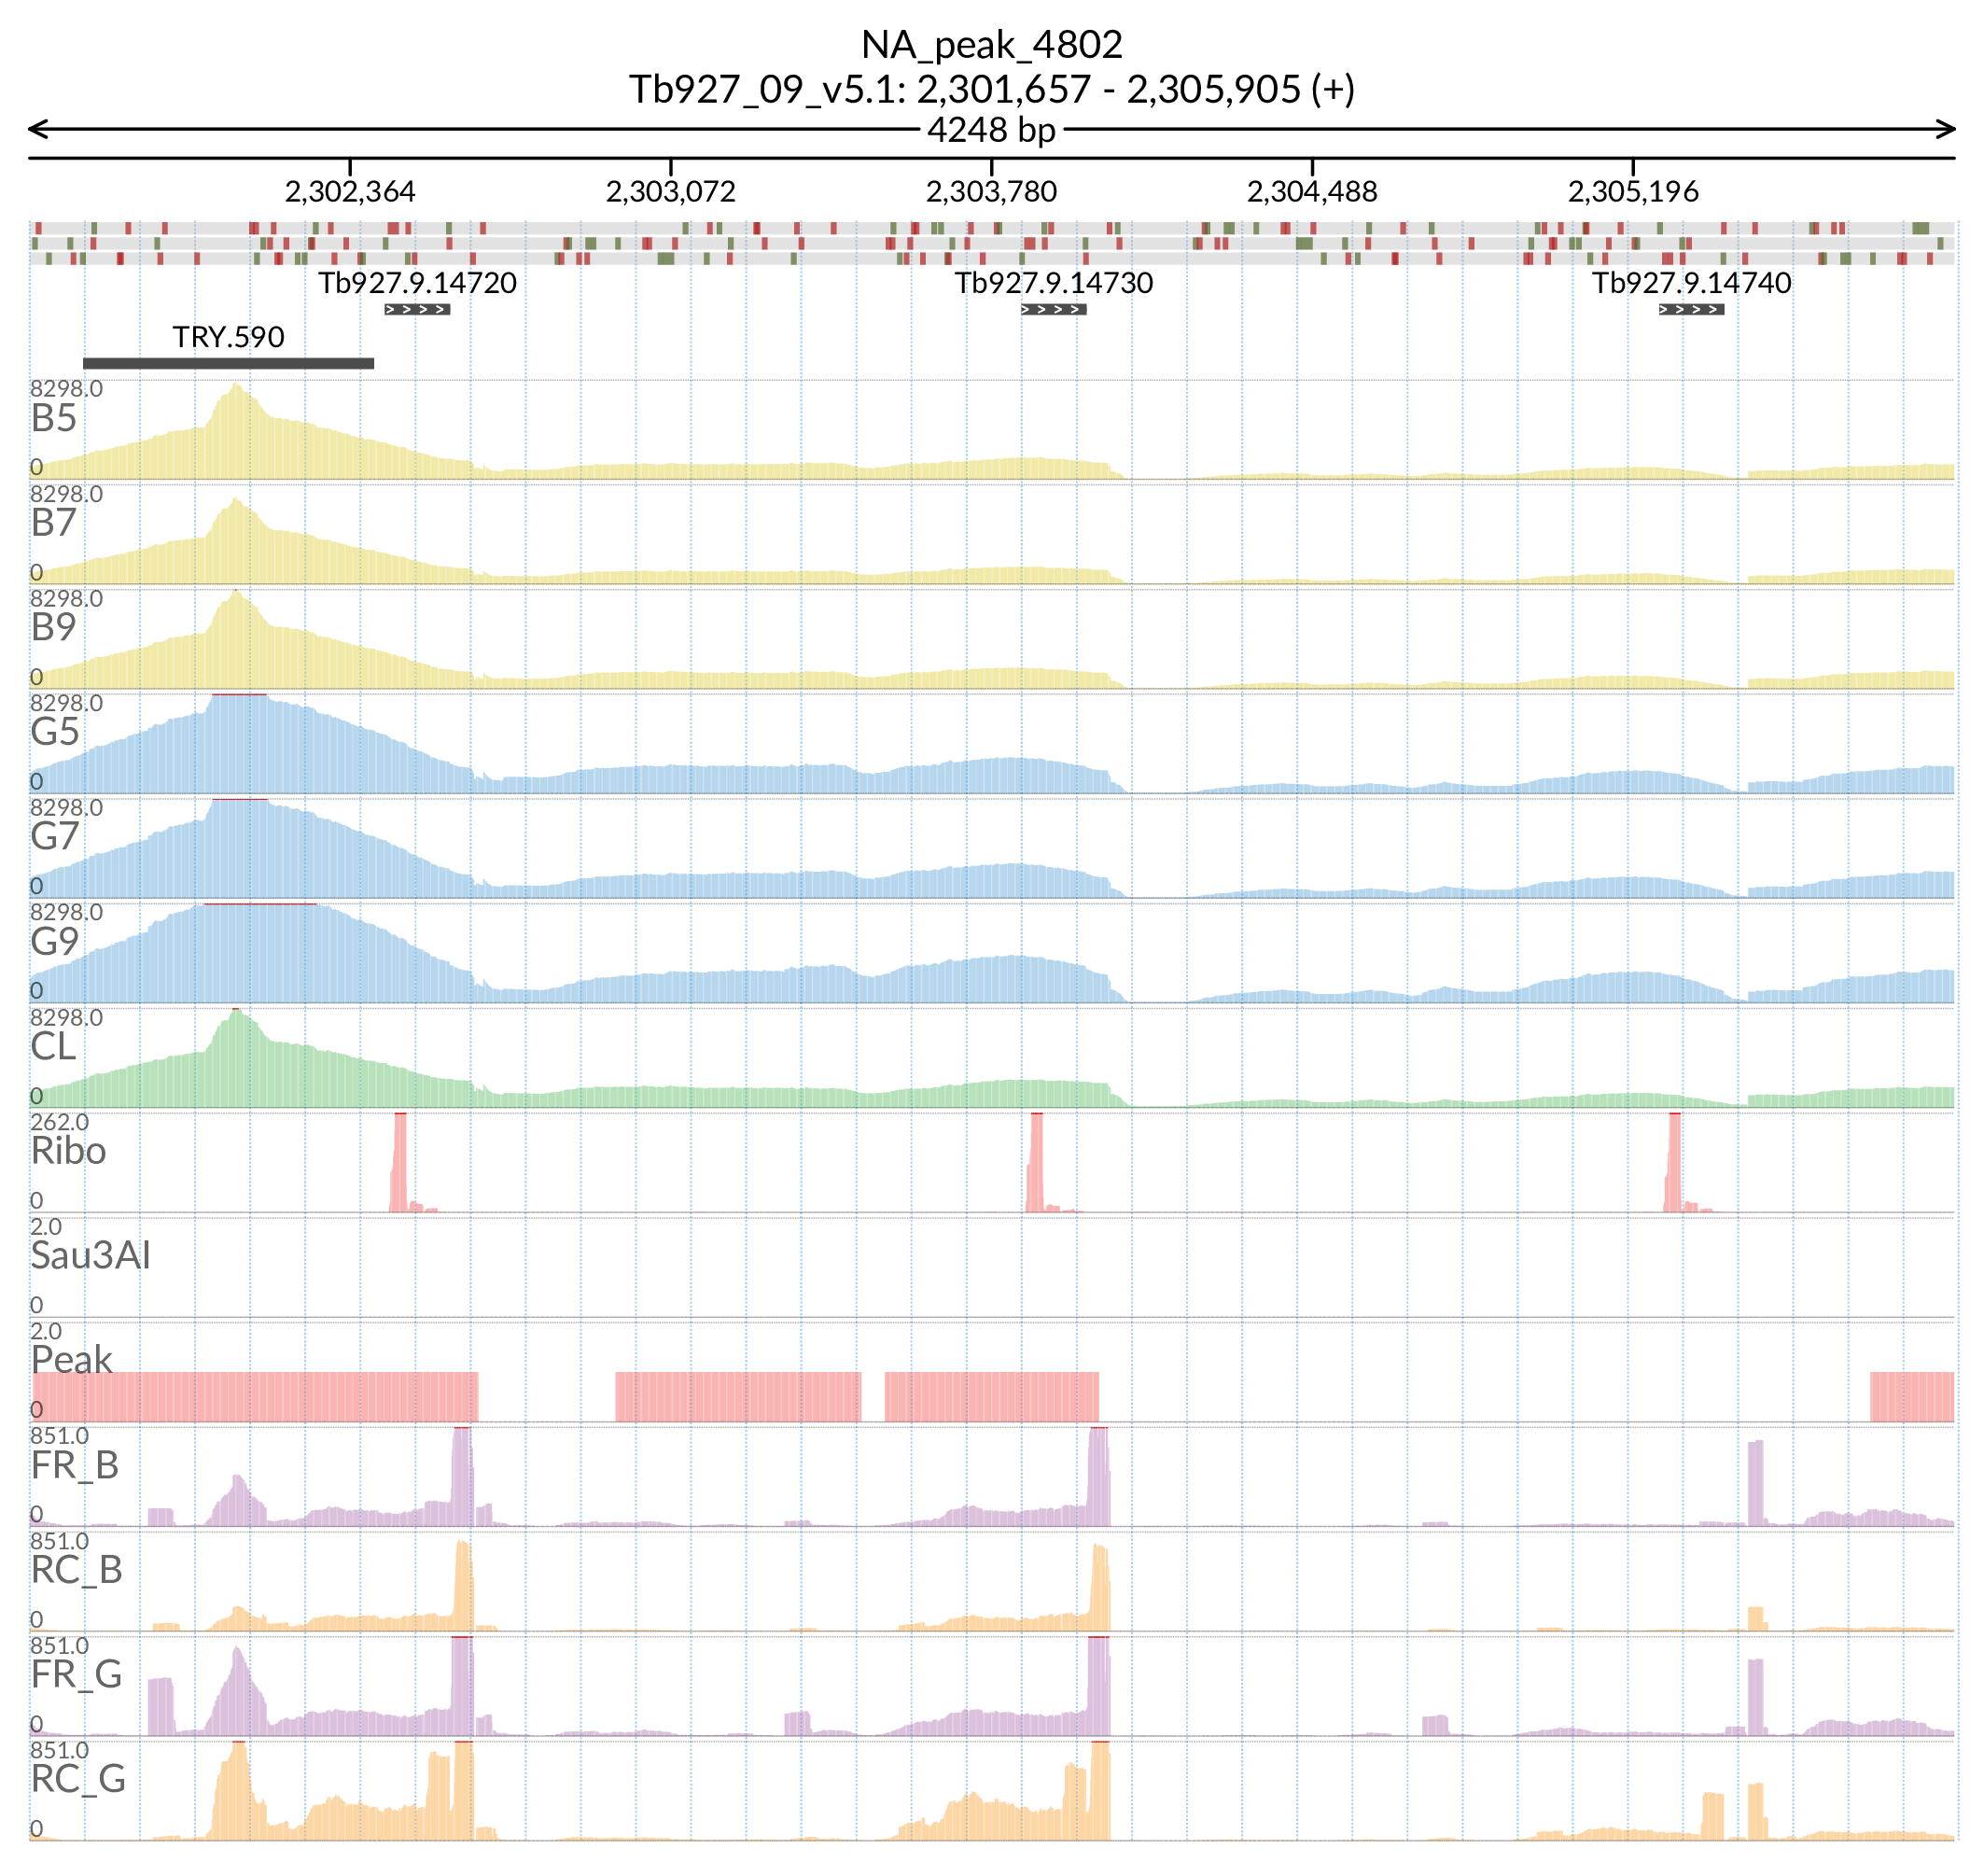 NA_peak_4802
Tb927_09_v5.1: 2,301,657 - 2,305,905 (+)
4248 bp
2,302,364 2,303,072 2,303,780 2,304,488 2,305,196
Tb927.9.14720 Tb927.9.14730 Tb927.9.14740
TRY.590
8298.0
B5
0
8298.0
B7
0
8298.0
B9
0
8298.0
G5
0
8298.0
G7
0
8298.0
G9
0
8298.0
CL
0
262.0
Ribo
0
2.0
Sau3AI
0
2.0
Peak
0
851.0
FR_B
0
851.0
RC_B
0
851.0
FR_G
0
851.0
RC_G
0